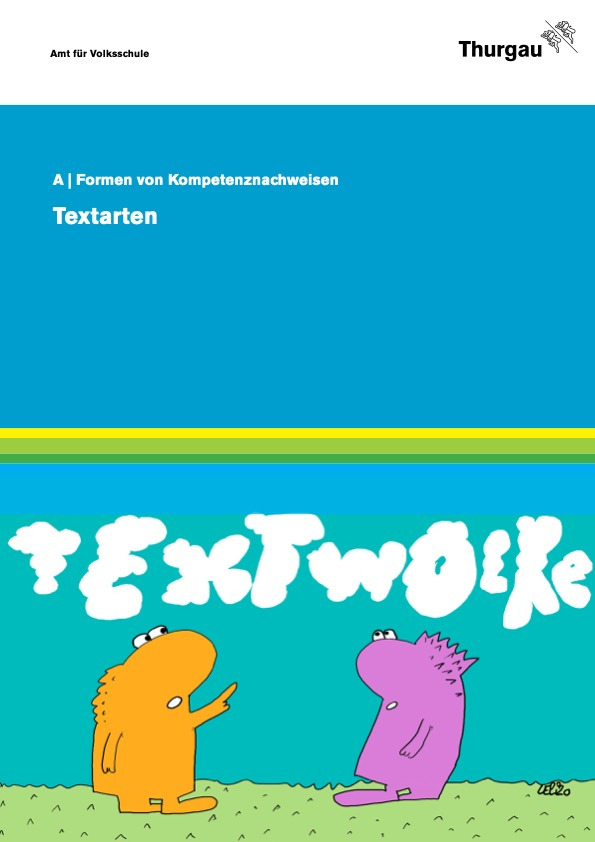 Amt für Volksschule
Thurgau
A | Formen von Kompetenznachweisen
Textarten
TEXTWOLKe